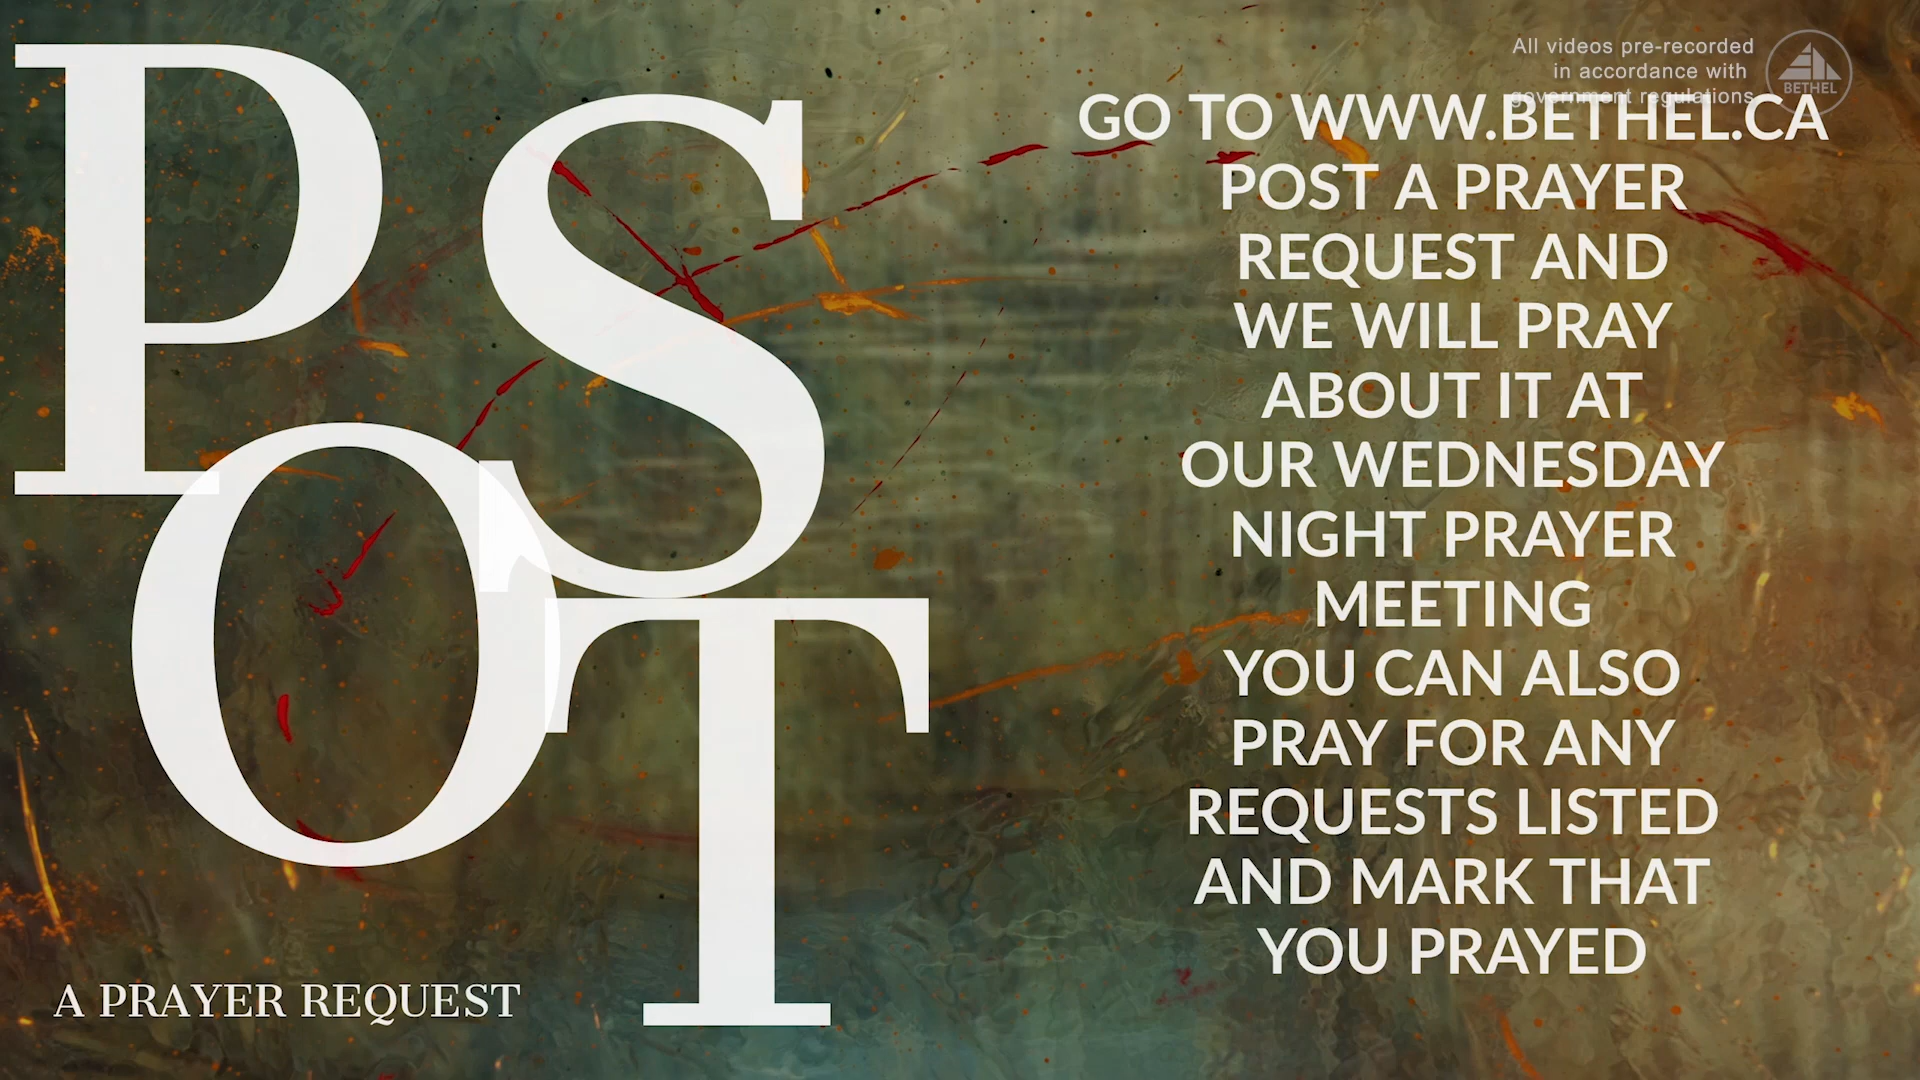 POST
A PRAYER REQUEST
All videos pre-recorded
in accordance with
government regulations
BETHEL
GO TO WWW.BETHEL.CA
POST A PRAYER
REQUEST AND
WE WILL PRAY
ABOUT IT AT
OUR WEDNESDAY
NIGHT PRAYER
MEETING
YOU CAN ALSO
PRAY FOR ANY
REQUESTS LISTED
AND MARK THAT
YOU PRAYED